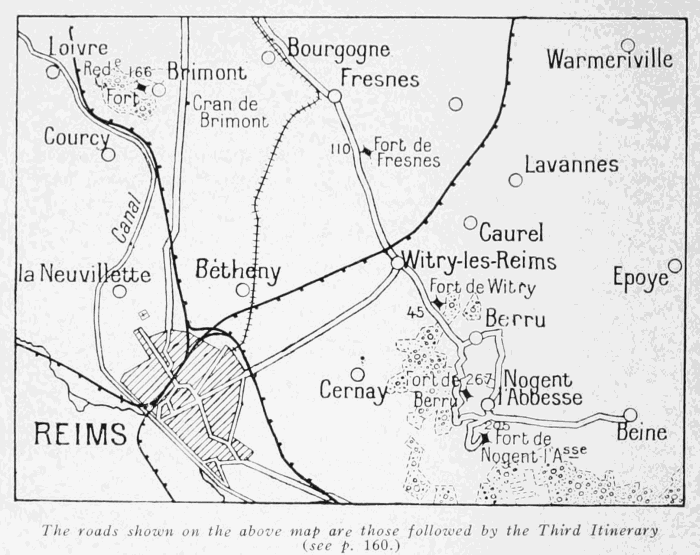 Loivre
Bourgogne
Warmeriville
Redᵉ 166
Brimont
Fort
Fresnes
Cran de
Brimont
Courcy
110
Fort de
Fresnes
Lavannes
Canal
Caurel
la Neuvillette
Bétheny
Witry-les-Reims
Epoye
Fort de Witry
45
Berru
Cernay
Fort de 267
Berru
Nogent
l'Abbesse
REIMS
Beine
205
Fort de
Nogent l'Aˢˢᵉ
The roads shown on the above map are those followed by the Third Itinerary
(see p. 160.)